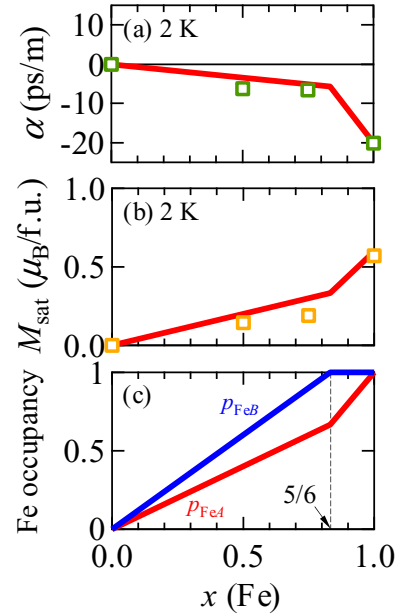 (a) 2 K
α (ps/m)
0
-10
-20
(b) 2 K
M_sat (μ_B/f.u.)
1.0
0.5
0.0
(c)
Fe occupancy
1
0.5
0
p_FeB
p_FeA
5/6
0.0
0.5
1.0
x (Fe)